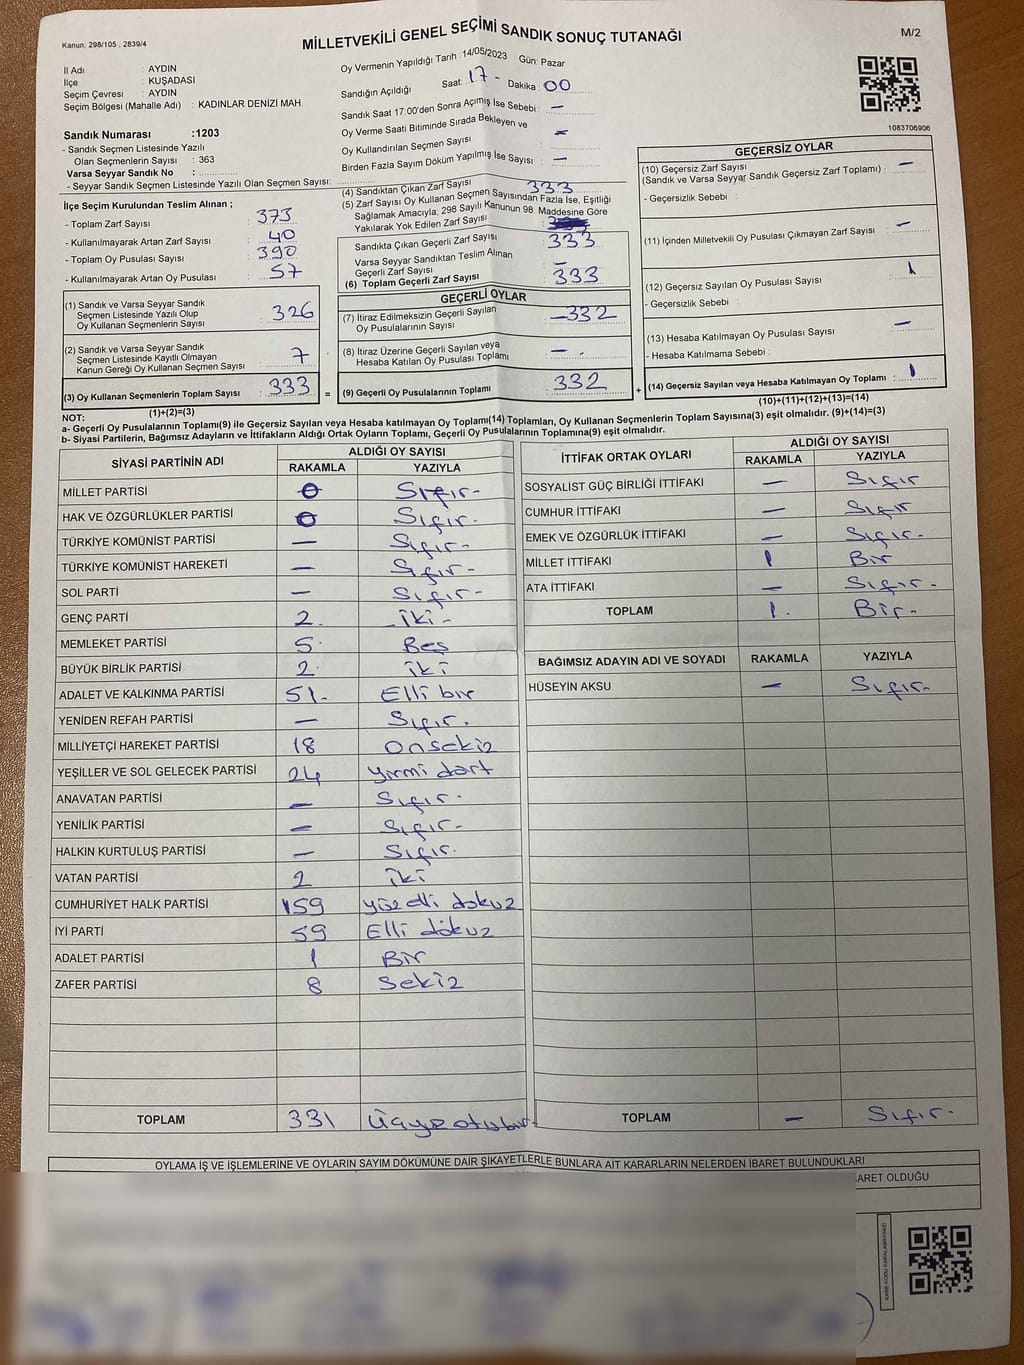 Kanun: 298/105 , 2839/4
MİLLETVEKİLİ GENEL SEÇİMİ SANDIK SONUÇ TUTANAĞI
M/2
İl Adı : AYDIN
İlçe : KUŞADASI
Seçim Çevresi : AYDIN
Seçim Bölgesi (Mahalle Adı) : KADINLAR DENİZİ MAH.
Sandık Numarası :1203
- Sandık Seçmen Listesinde Yazılı
Olan Seçmenlerin Sayısı : 363
Varsa Seyyar Sandık No :
- Seyyar Sandık Seçmen Listesinde Yazılı Olan Seçmen Sayısı:
Oy Vermenin Yapıldığı Tarih : 14/05/2023 Gün: Pazar
Sandığın Açıldığı Saat: 17 - Dakika: 00
Sandık Saat 17:00'den Sonra Açımış İse Sebebi : —
Oy Verme Saati Bitiminde Sırada Bekleyen ve
Oy Kullandırılan Seçmen Sayısı : —
Birden Fazla Sayım Döküm Yapılmış İse Sayısı : —
1083706906
İlçe Seçim Kurulundan Teslim Alınan ;
- Toplam Zarf Sayısı : 373
- Kullanılmayarak Artan Zarf Sayısı : 40
- Toplam Oy Pusulası Sayısı : 390
- Kullanılmayarak Artan Oy Pusulası : 57
(1) Sandık ve Varsa Seyyar Sandık
Seçmen Listesinde Yazılı Olup
Oy Kullanan Seçmenlerin Sayısı : 326
(2) Sandık ve Varsa Seyyar Sandık
Seçmen Listesinde Kayıtlı Olmayan
Kanun Gereği Oy Kullanan Seçmen Sayısı : 7
(3) Oy Kullanan Seçmenlerin Toplam Sayısı : 333
(1)+(2)=(3)
(4) Sandıktan Çıkan Zarf Sayısı : 333
(5) Zarf Sayısı Oy Kullanan Seçmen Sayısından Fazla İse, Eşitliği
Sağlamak Amacıyla, 298 Sayılı Kanunun 98. Maddesine Göre
Yakılarak Yok Edilen Zarf Sayısı :
Sandıkta Çıkan Geçerli Zarf Sayısı : 333
Varsa Seyyar Sandıktan Teslim Alınan
Geçerli Zarf Sayısı : —
(6) Toplam Geçerli Zarf Sayısı : 333
GEÇERLİ OYLAR
(7) İtiraz Edilmeksizin Geçerli Sayılan
Oy Pusulalarının Sayısı : —332
(8) İtiraz Üzerine Geçerli Sayılan veya
Hesaba Katılan Oy Pusulası Toplamı : — .
= (9) Geçerli Oy Pusulalarının Toplamı : 332
GEÇERSİZ OYLAR
(10) Geçersiz Zarf Sayısı
(Sandık ve Varsa Seyyar Sandık Geçersiz Zarf Toplamı) : —
- Geçersizlik Sebebi :
(11) İçinden Milletvekili Oy Pusulası Çıkmayan Zarf Sayısı : —
(12) Geçersiz Sayılan Oy Pusulası Sayısı : 1
- Geçersizlik Sebebi :
(13) Hesaba Katılmayan Oy Pusulası Sayısı : —
- Hesaba Katılmama Sebebi :
+ (14) Geçersiz Sayılan veya Hesaba Katılmayan Oy Toplamı : 1
(10)+(11)+(12)+(13)=(14)
NOT:
a- Geçerli Oy Pusulalarının Toplamı(9) ile Geçersiz Sayılan veya Hesaba katılmayan Oy Toplamı(14) Toplamları, Oy Kullanan Seçmenlerin Toplam Sayısına(3) eşit olmalıdır. (9)+(14)=(3)
b- Siyasi Partilerin, Bağımsız Adayların ve İttifakların Aldığı Ortak Oyların Toplamı, Geçerli Oy Pusulalarının Toplamına(9) eşit olmalıdır.
SİYASİ PARTİNİN ADI ALDIĞI OY SAYISI
RAKAMLA YAZIYLA
MİLLET PARTİSİ 0 Sıfır-
HAK VE ÖZGÜRLÜKLER PARTİSİ 0 Sıfır.
TÜRKİYE KOMÜNİST PARTİSİ — Sıfır-
TÜRKİYE KOMÜNİST HAREKETİ — Sıfır-
SOL PARTİ — Sıfır-
GENÇ PARTİ 2. -İki-
MEMLEKET PARTİSİ 5 Beş
BÜYÜK BİRLİK PARTİSİ 2. İki
ADALET VE KALKINMA PARTİSİ 51- Elli bir
YENİDEN REFAH PARTİSİ — Sıfır.
MİLLİYETÇİ HAREKET PARTİSİ 18 onsekiz
YEŞİLLER VE SOL GELECEK PARTİSİ 24 yirmi dört
ANAVATAN PARTİSİ — Sıfır.
YENİLİK PARTİSİ — Sıfır-
HALKIN KURTULUŞ PARTİSİ — Sıfır.
VATAN PARTİSİ 2 İki
CUMHURİYET HALK PARTİSİ 159 yüz elli dokuz
İYİ PARTİ 59 Elli dokuz
ADALET PARTİSİ 1 Bir
ZAFER PARTİSİ 8 Sekiz
TOPLAM 331 Üçyüz otuz bir-
İTTİFAK ORTAK OYLARI ALDIĞI OY SAYISI
RAKAMLA YAZIYLA
SOSYALİST GÜÇ BİRLİĞİ İTTİFAKI — Sıfır
CUMHUR İTTİFAKI — Sıfır
EMEK VE ÖZGÜRLÜK İTTİFAKI — Sıfır.
MİLLET İTTİFAKI 1 Bir
ATA İTTİFAKI — Sıfır.
TOPLAM 1. Bir-
BAĞIMSIZ ADAYIN ADI VE SOYADI RAKAMLA YAZIYLA
HÜSEYİN AKSU — Sıfır.
TOPLAM — Sıfır.
OYLAMA İŞ VE İŞLEMLERİNE VE OYLARIN SAYIM DÖKÜMÜNE DAİR ŞİKAYETLERLE BUNLARA AİT KARARLARIN NELERDEN İBARET BULUNDUKLARI
BARET OLDUĞU
KARE KODU KARALAMAYINIZ!